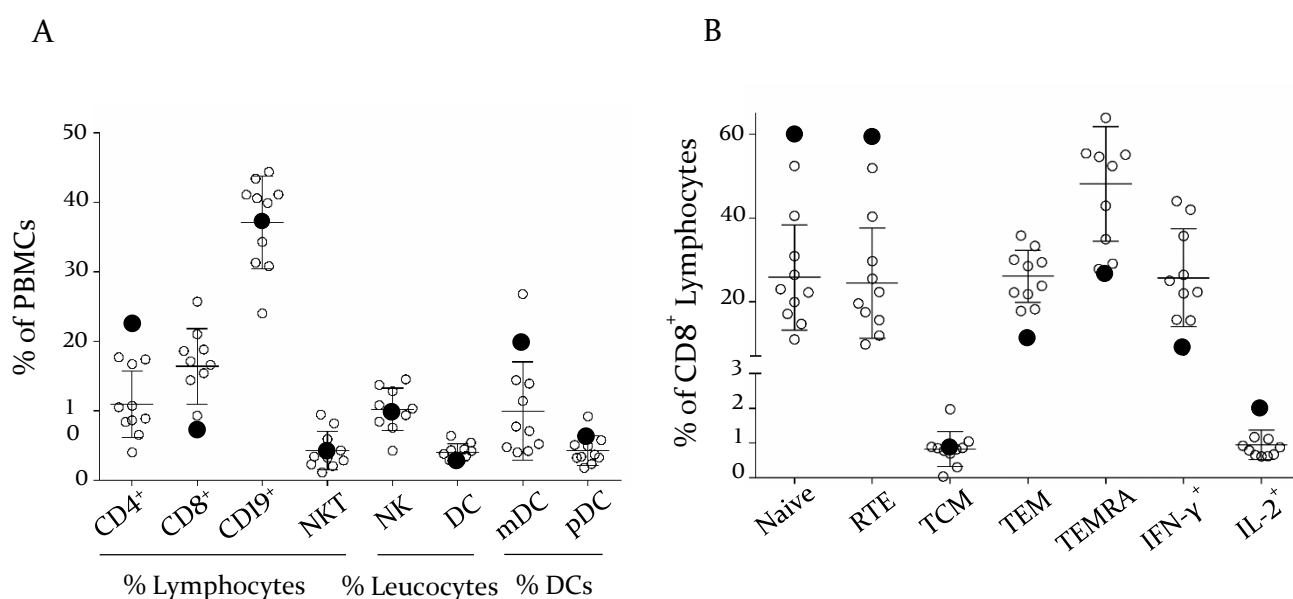 A
% of PBMCs
50
40
30
20
1
0
0
CD4⁺
CD8⁺
CD19⁺
NKT
NK
DC
mDC
pDC
% Lymphocytes
% Leucocytes
% DCs
B
% of CD8⁺ Lymphocytes
60
40
20
3
3
2
1
0
Naive
RTE
TCM
TEM
TEMRA
IFN-γ⁺
IL-2⁺